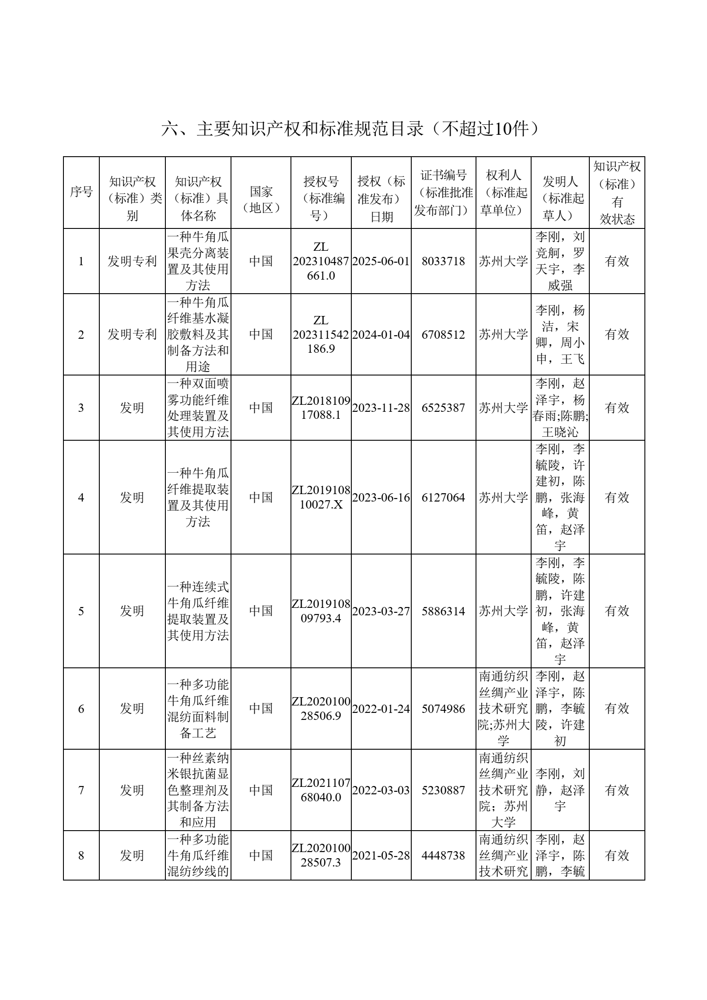 六、主要知识产权和标准规范目录（不超过10件）
序号
知识产权
（标准）类
别
知识产权
（标准）具
体名称
国家
（地区）
授权号
（标准编
号）
授权（标
准发布）
日期
证书编号
（标准批准
发布部门）
权利人
（标准起
草单位）
发明人
（标准起
草人）
知识产权
（标准）
有
效状态
1
发明专利
一种牛角瓜
果壳分离装
置及其使用
方法
中国
ZL
202310487
661.0
2025-06-01
8033718
苏州大学
李刚，刘
竞舸，罗
天宇，李
威强
有效
2
发明专利
一种牛角瓜
纤维基水凝
胶敷料及其
制备方法和
用途
中国
ZL
202311542
186.9
2024-01-04
6708512
苏州大学
李刚，杨
洁，宋
卿，周小
申，王飞
有效
3
发明
一种双面喷
雾功能纤维
处理装置及
其使用方法
中国
ZL2018109
17088.1
2023-11-28
6525387
苏州大学
李刚，赵
泽宇，杨
春雨;陈鹏;
王晓沁
有效
4
发明
一种牛角瓜
纤维提取装
置及其使用
方法
中国
ZL2019108
10027.X
2023-06-16
6127064
苏州大学
李刚，李
毓陵，许
建初，陈
鹏，张海
峰，黄
笛，赵泽
宇
有效
5
发明
一种连续式
牛角瓜纤维
提取装置及
其使用方法
中国
ZL2019108
09793.4
2023-03-27
5886314
苏州大学
李刚，李
毓陵，陈
鹏，许建
初，张海
峰，黄
笛，赵泽
宇
有效
6
发明
一种多功能
牛角瓜纤维
混纺面料制
备工艺
中国
ZL2020100
28506.9
2022-01-24
5074986
南通纺织
丝绸产业
技术研究
院;苏州大
学
李刚，赵
泽宇，陈
鹏，李毓
陵，许建
初
有效
7
发明
一种丝素纳
米银抗菌显
色整理剂及
其制备方法
和应用
中国
ZL2021107
68040.0
2022-03-03
5230887
南通纺织
丝绸产业
技术研究
院；苏州
大学
李刚，刘
静，赵泽
宇
有效
8
发明
一种多功能
牛角瓜纤维
混纺纱线的
中国
ZL2020100
28507.3
2021-05-28
4448738
南通纺织
丝绸产业
技术研究
李刚，赵
泽宇，陈
鹏，李毓
有效